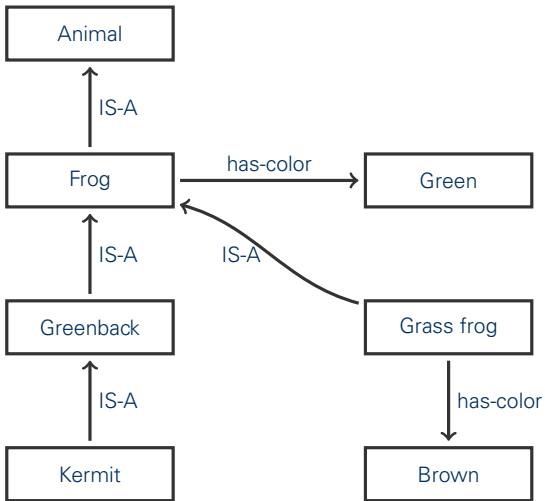 Animal
IS-A
Frog
has-color
Green
IS-A
IS-A
Greenback
Grass frog
IS-A
has-color
Kermit
Brown